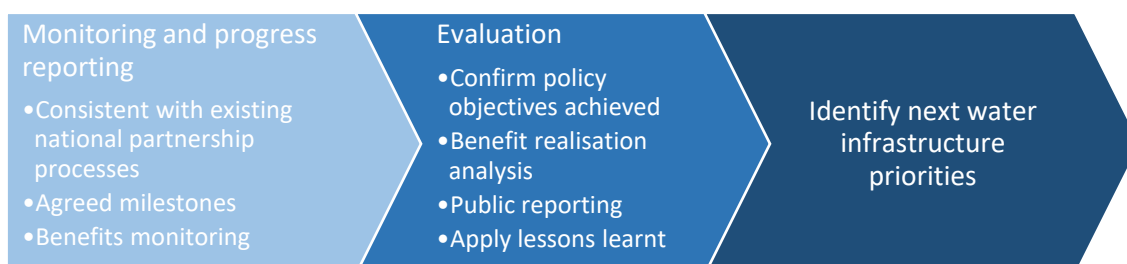 Monitoring and progress
reporting
•Consistent with existing
national partnership
processes
•Agreed milestones
•Benefits monitoring
Evaluation
•Confirm policy
objectives achieved
•Benefit realisation
analysis
•Public reporting
•Apply lessons learnt
Identify next water
infrastructure
priorities